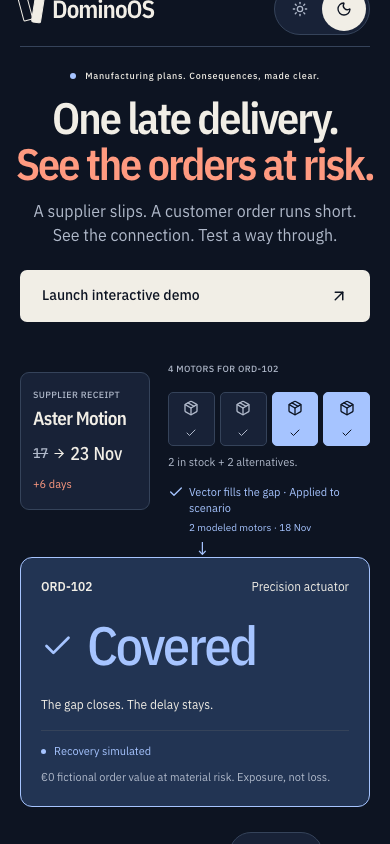 DominoOS
Manufacturing plans. Consequences, made clear.
One late delivery.
See the orders at risk.
A supplier slips. A customer order runs short.
See the connection. Test a way through.
Launch interactive demo
SUPPLIER RECEIPT
Aster Motion
17 → 23 Nov
+6 days
4 MOTORS FOR ORD-102
2 in stock + 2 alternatives.
Vector fills the gap · Applied to
scenario
2 modeled motors · 18 Nov
ORD-102
Precision actuator
Covered
The gap closes. The delay stays.
Recovery simulated
€0 fictional order value at material risk. Exposure, not loss.